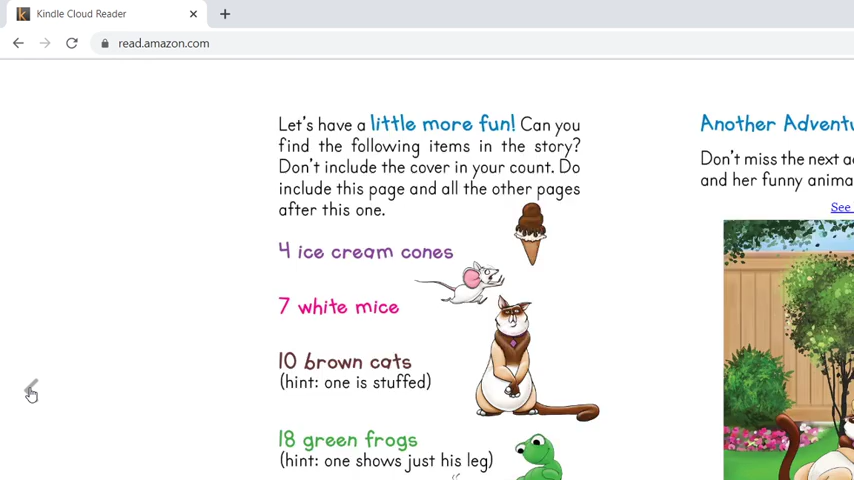 Kindle Cloud Reader
read.amazon.com
Let's have a little more fun! Can you
find the following items in the story?
Don't include the cover in your count. Do
include this page and all the other pages
after this one.
4 ice cream cones
7 white mice
10 brown cats
(hint: one is stuffed)
18 green frogs
(hint: one shows just his leg)
Another
Don't miss the next
and her funny
See